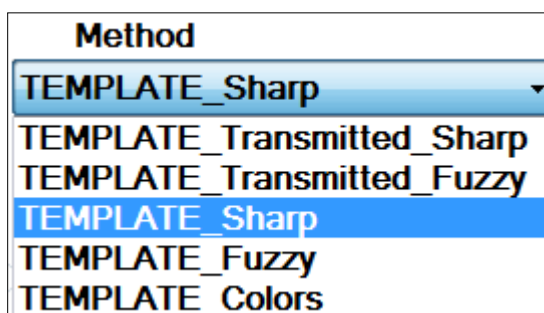 Method
TEMPLATE_Sharp
TEMPLATE_Transmitted_Sharp
TEMPLATE_Transmitted_Fuzzy
TEMPLATE_Sharp
TEMPLATE_Fuzzy
TEMPLATE_Colors